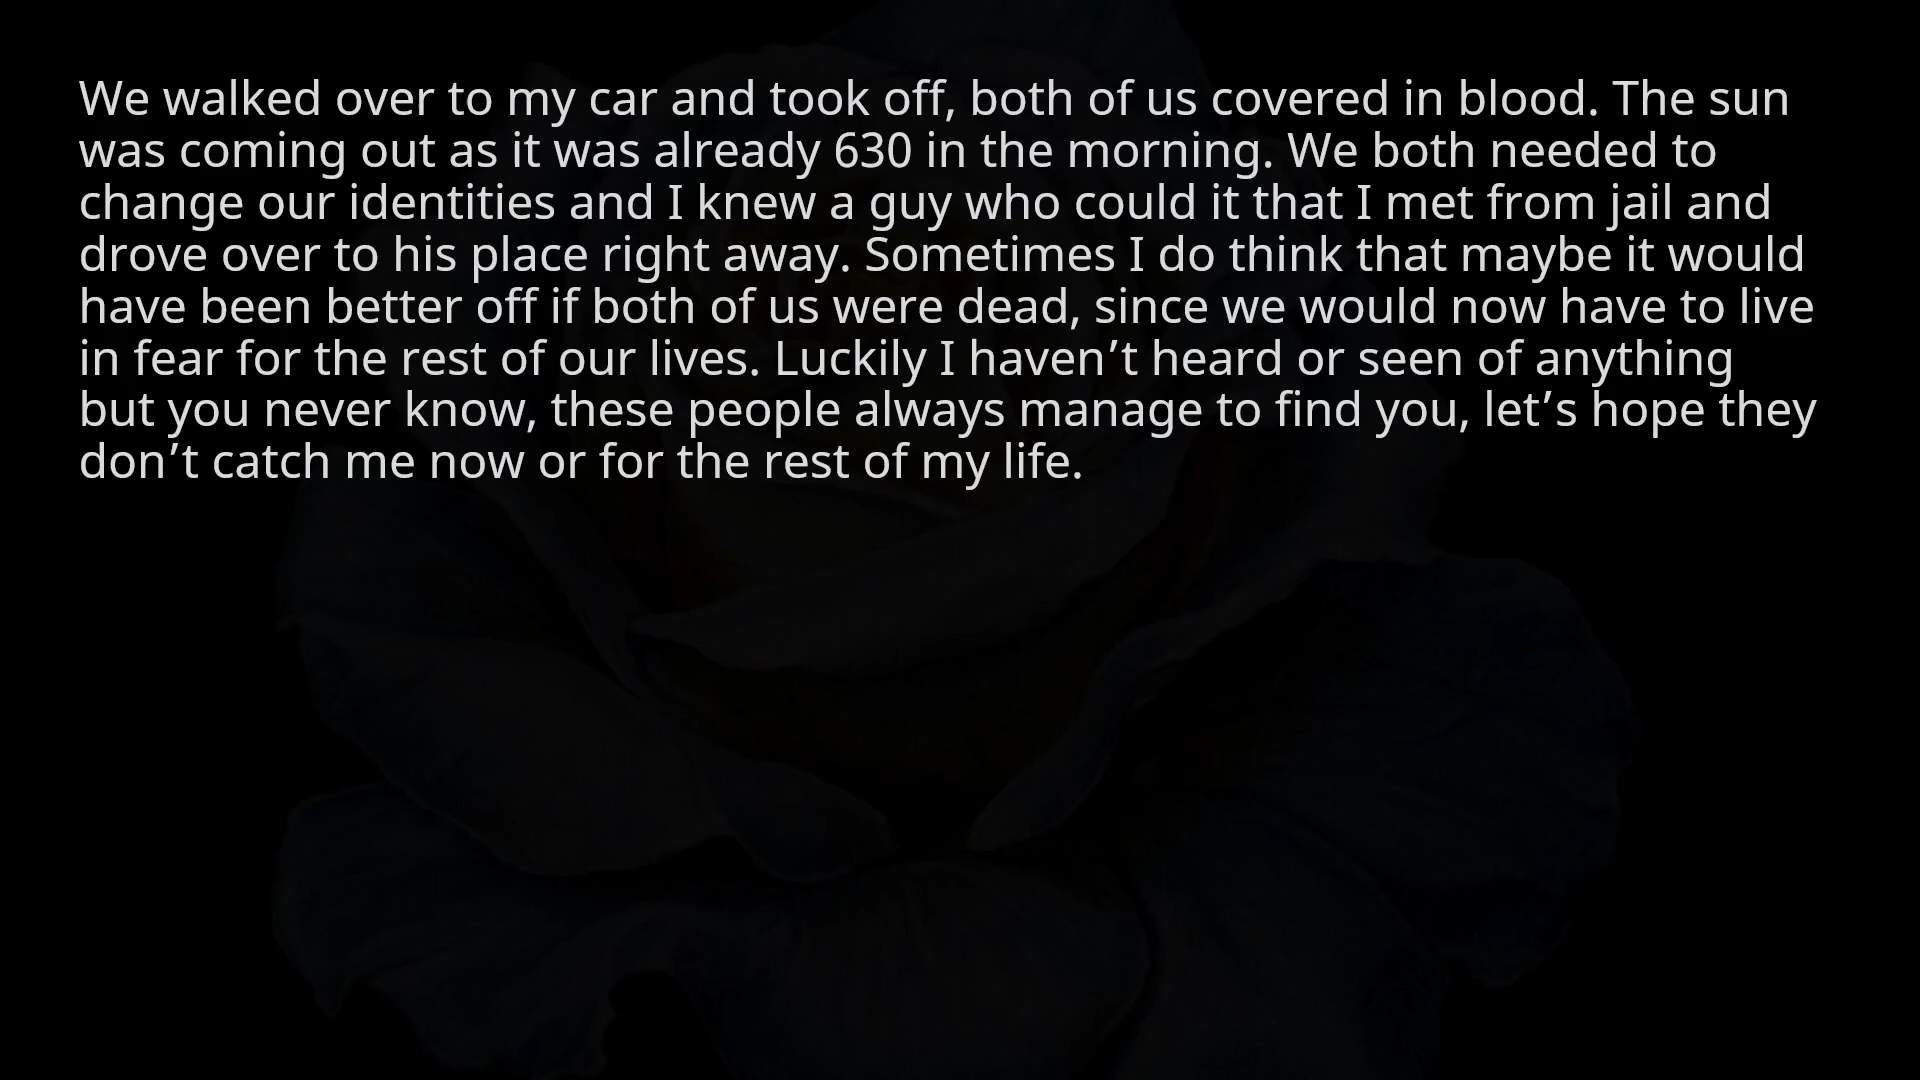 We walked over to my car and took off, both of us covered in blood. The sun
was coming out as it was already 630 in the morning. We both needed to
change our identities and I knew a guy who could it that I met from jail and
drove over to his place right away. Sometimes I do think that maybe it would
have been better off if both of us were dead, since we would now have to live
in fear for the rest of our lives. Luckily I haven’t heard or seen of anything
but you never know, these people always manage to find you, let’s hope they
don’t catch me now or for the rest of my life.